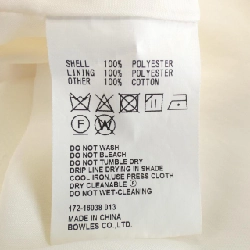 SHELL 100% POLYESTER
LINING 100% POLYESTER
OTHER 100% COTTON
F W
DO NOT WASH
DO NOT BLEACH
DO NOT TUMBLE DRY
DRIP LINE DRYING IN SHADE
COOL IRON, USE PRESS CLOTH
DRY CLEANABLE Ⓕ
DO NOT WET-CLEANING
172-16038 013
MADE IN CHINA
BOWLES CO.,LTD.